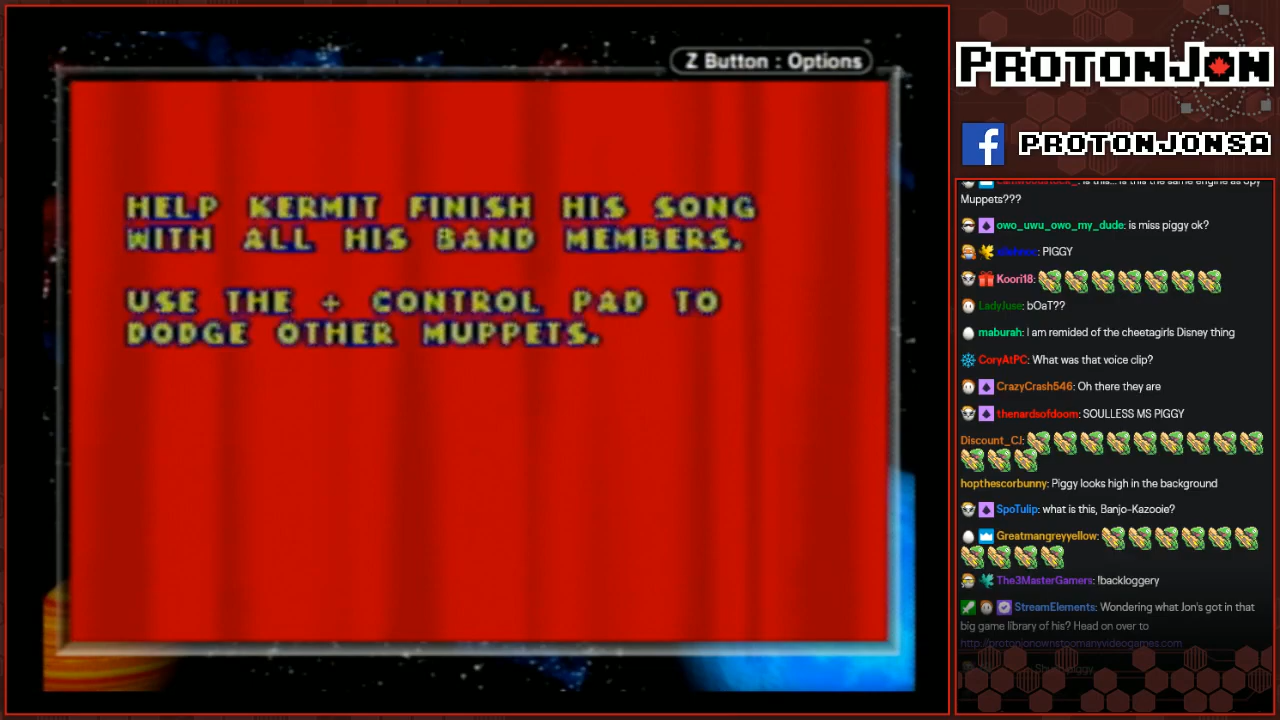 Z Button : Options
HELP KERMIT FINISH HIS SONG
WITH ALL HIS BAND MEMBERS.
USE THE + CONTROL PAD TO
DODGE OTHER MUPPETS.
PROTONJON
f PROTONJONSA
is this... is this the same engine as Spy
Muppets???
owo_uwu_owo_my_dude: is miss piggy ok?
: PIGGY
Koori18:
LadyJuse: bOaT??
maburah: I am remided of the cheetagirls Disney thing
CoryAtPC: What was that voice clip?
CrazyCrash546: Oh there they are
thenardsofdoom: SOULLESS MS PIGGY
Discount_CJ:
hopthescorbunny: Piggy looks high in the background
SpoTulip: what is this, Banjo-Kazooie?
Greatmangreyyellow:
The3MasterGamers: !backloggery
StreamElements: Wondering what Jon's got in that
big game library of his? Head on over to
http://protonjonownstoomanyvideogames.com